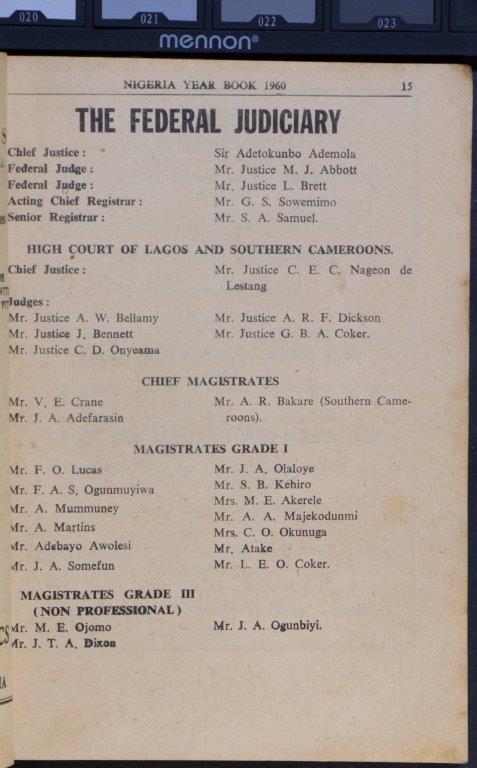 020 021 022 023
mennon®
NIGERIA YEAR BOOK 1960 15
THE FEDERAL JUDICIARY
Chief Justice : Sir Adetokunbo Ademola
Federal Judge : Mr. Justice M. J. Abbott
Federal Judge : Mr. Justice L. Brett
Acting Chief Registrar : Mr. G. S. Sowemimo
Senior Registrar : Mr. S. A. Samuel.
HIGH COURT OF LAGOS AND SOUTHERN CAMEROONS.
Chief Justice : Mr. Justice C. E. C. Nageon de
Lestang
Judges :
Mr. Justice A. W. Bellamy Mr. Justice A. R. F. Dickson
Mr. Justice J. Bennett Mr. Justice G. B. A. Coker.
Mr. Justice C. D. Onyeama
CHIEF MAGISTRATES
Mr. V. E. Crane Mr. A. R. Bakare (Southern Came-
Mr. J. A. Adefarasin roons).
MAGISTRATES GRADE I
Mr. F. O. Lucas Mr. J. A. Olaloye
Mr. F. A. S. Ogunmuyiwa Mr. S. B. Kehiro
Mr. A. Mummuney Mrs. M. E. Akerele
Mr. A. Martins Mr. A. A. Majekodunmi
Mr. Adebayo Awolesi Mrs. C. O. Okunuga
Mr. J. A. Somefun Mr. Atake
Mr. L. E. O. Coker.
MAGISTRATES GRADE III
(NON PROFESSIONAL)
Mr. M. E. Ojomo Mr. J. A. Ogunbiyi.
Mr. J. T. A. Dixon